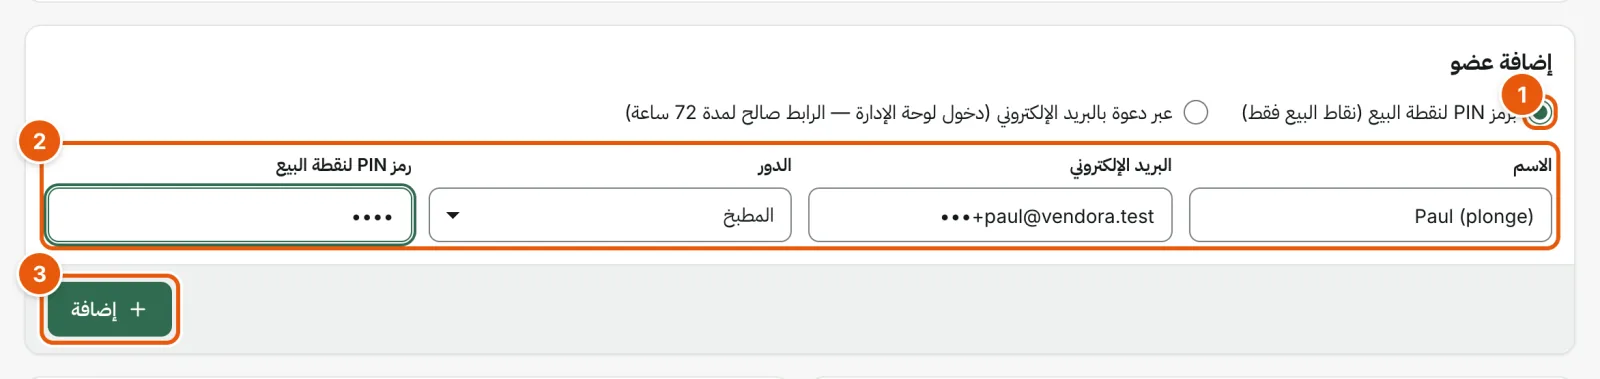 إضافة عضو
1
برمز PIN لنقطة البيع (نقاط البيع فقط)
عبر دعوة بالبريد الإلكتروني (دخول لوحة الإدارة — الرابط صالح لمدة 72 ساعة)
2
الاسم
البريد الإلكتروني
الدور
رمز PIN لنقطة البيع
Paul (plonge)
•••+paul@vendora.test
المطبخ
••••
3
+ إضافة